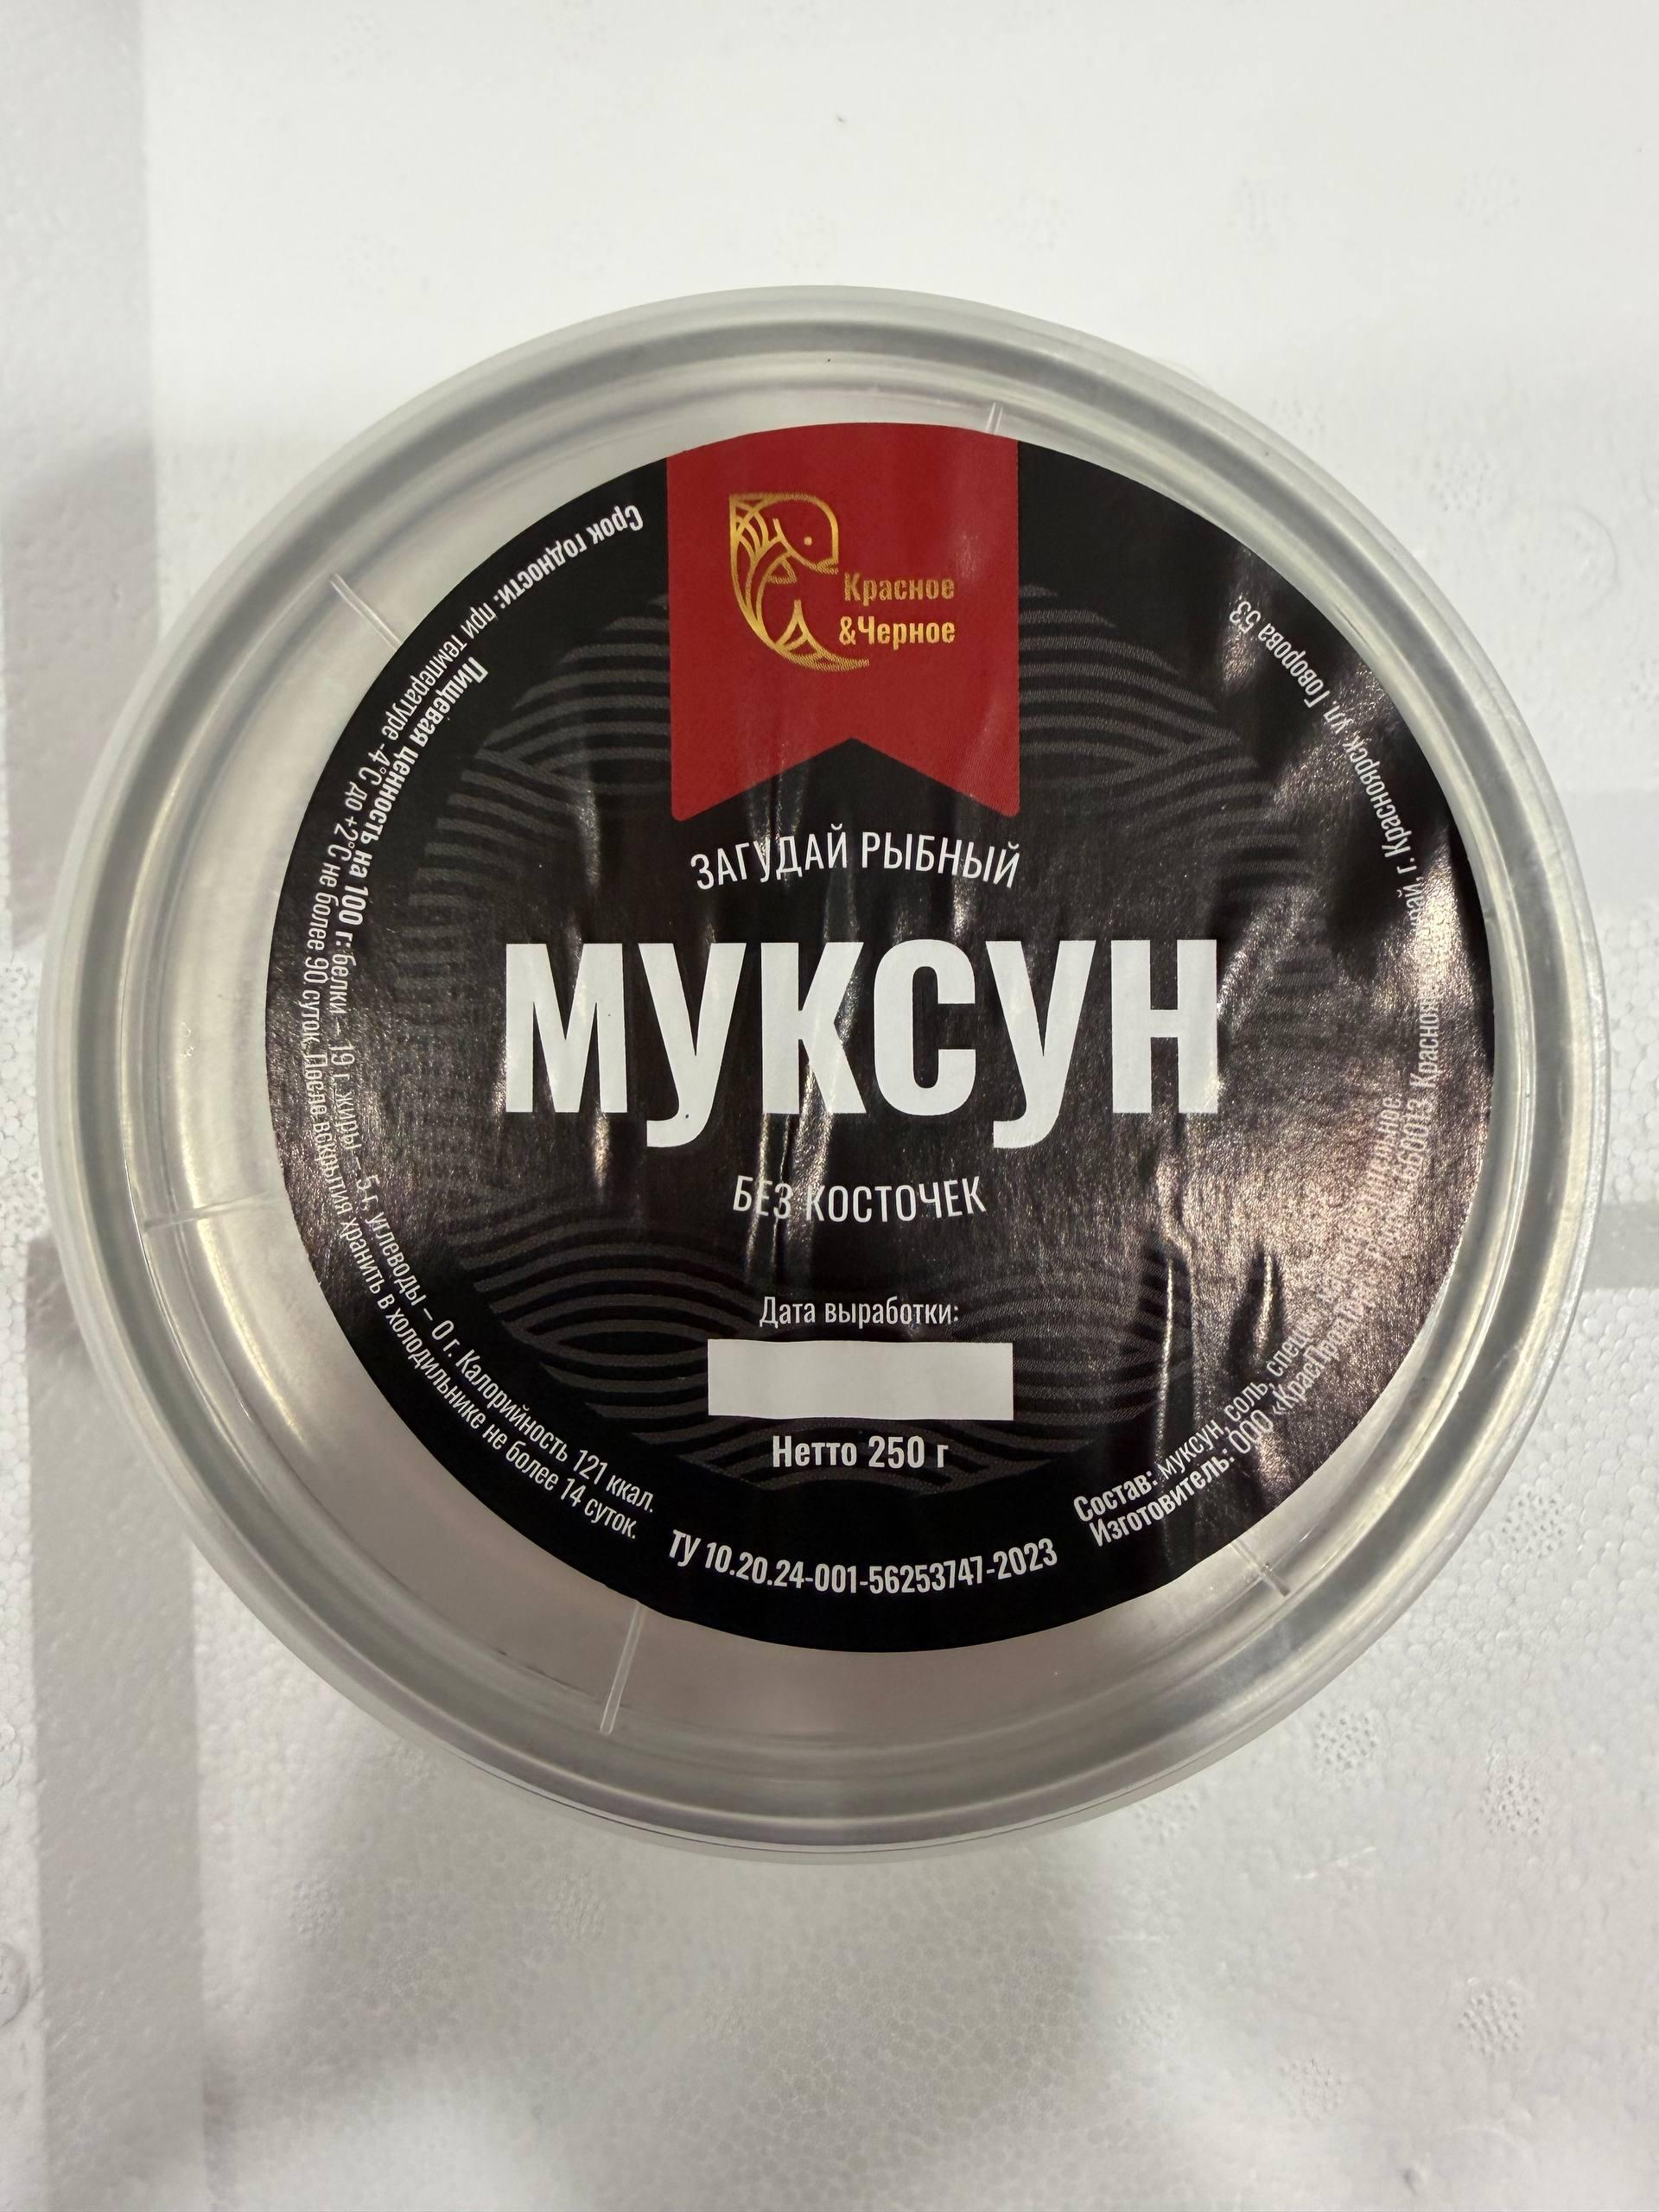 Красное
&Черное
ЗАГУДАЙ РЫБНЫЙ
МУКСУН
БЕЗ КОСТОЧЕК
Дата выработки:
Нетто 250 г
ТУ 10.20.24-001-56253747-2023
Срок годности: при температуре -4°С до +2°С не более 90 суток. После вскрытия хранить в холодильнике не более 14 суток.
Пищевая ценность на 100 г: белки – 19 г, жиры – 5 г, углеводы – 0 г. Калорийность 121 ккал.
Состав: муксун, соль,
Изготовитель: ООО г. Красноярск, ул. Говорова 53.